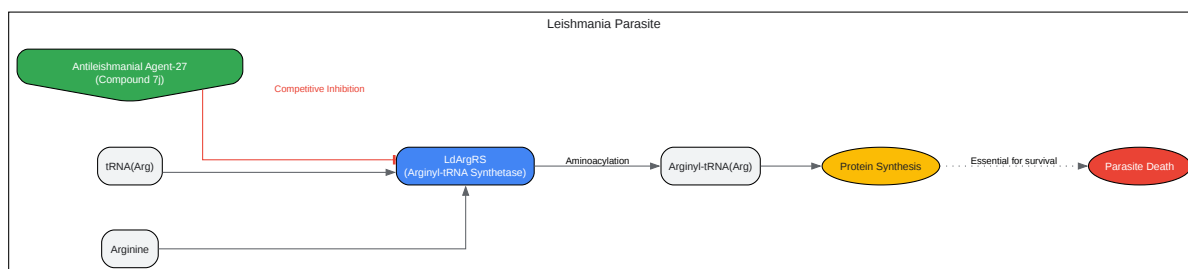 Leishmania Parasite
Antileishmanial Agent-27
(Compound 7j)
Competitive Inhibition
tRNA(Arg)
LdArgRS
(Arginyl-tRNA Synthetase)
Aminoacylation
Arginyl-tRNA(Arg)
Protein Synthesis
Essential for survival
Parasite Death
Arginine